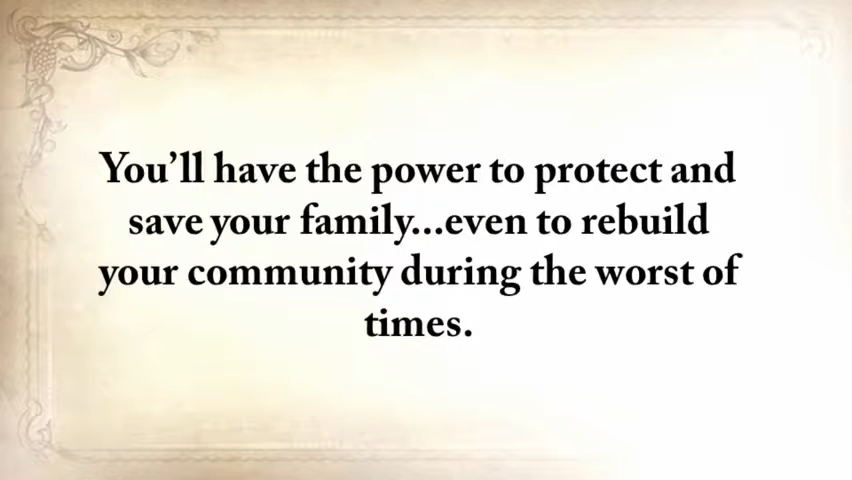 You’ll have the power to protect and
save your family...even to rebuild
your community during the worst of
times.